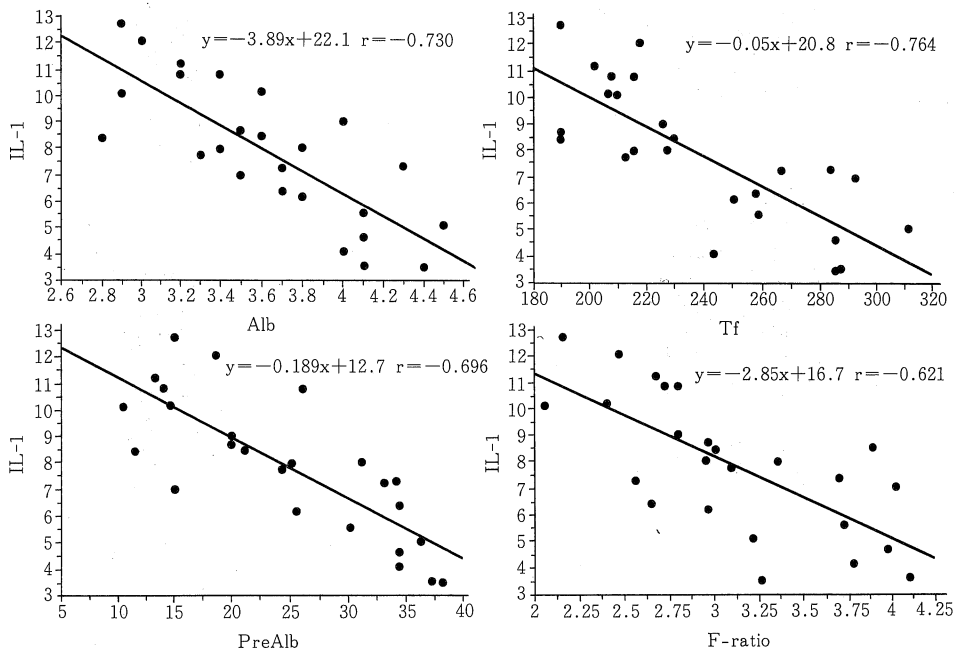 13
12
11
10
9
8
7
6
5
4
3
IL-1
y=-3.89x+22.1 r=-0.730
2.6 2.8 3 3.2 3.4 3.6 3.8 4 4.2 4.4 4.6
Alb
13
12
11
10
9
8
7
6
5
4
3
IL-1
y=-0.05x+20.8 r=-0.764
180 200 220 240 260 280 300 320
Tf
13
12
11
10
9
8
7
6
5
4
3
IL-1
y=-0.189x+12.7 r=-0.696
5 10 15 20 25 30 35 40
PreAlb
13
12
11
10
9
8
7
6
5
4
3
IL-1
y=-2.85x+16.7 r=-0.621
2 2.25 2.5 2.75 3 3.25 3.5 3.75 4 4.25
F-ratio